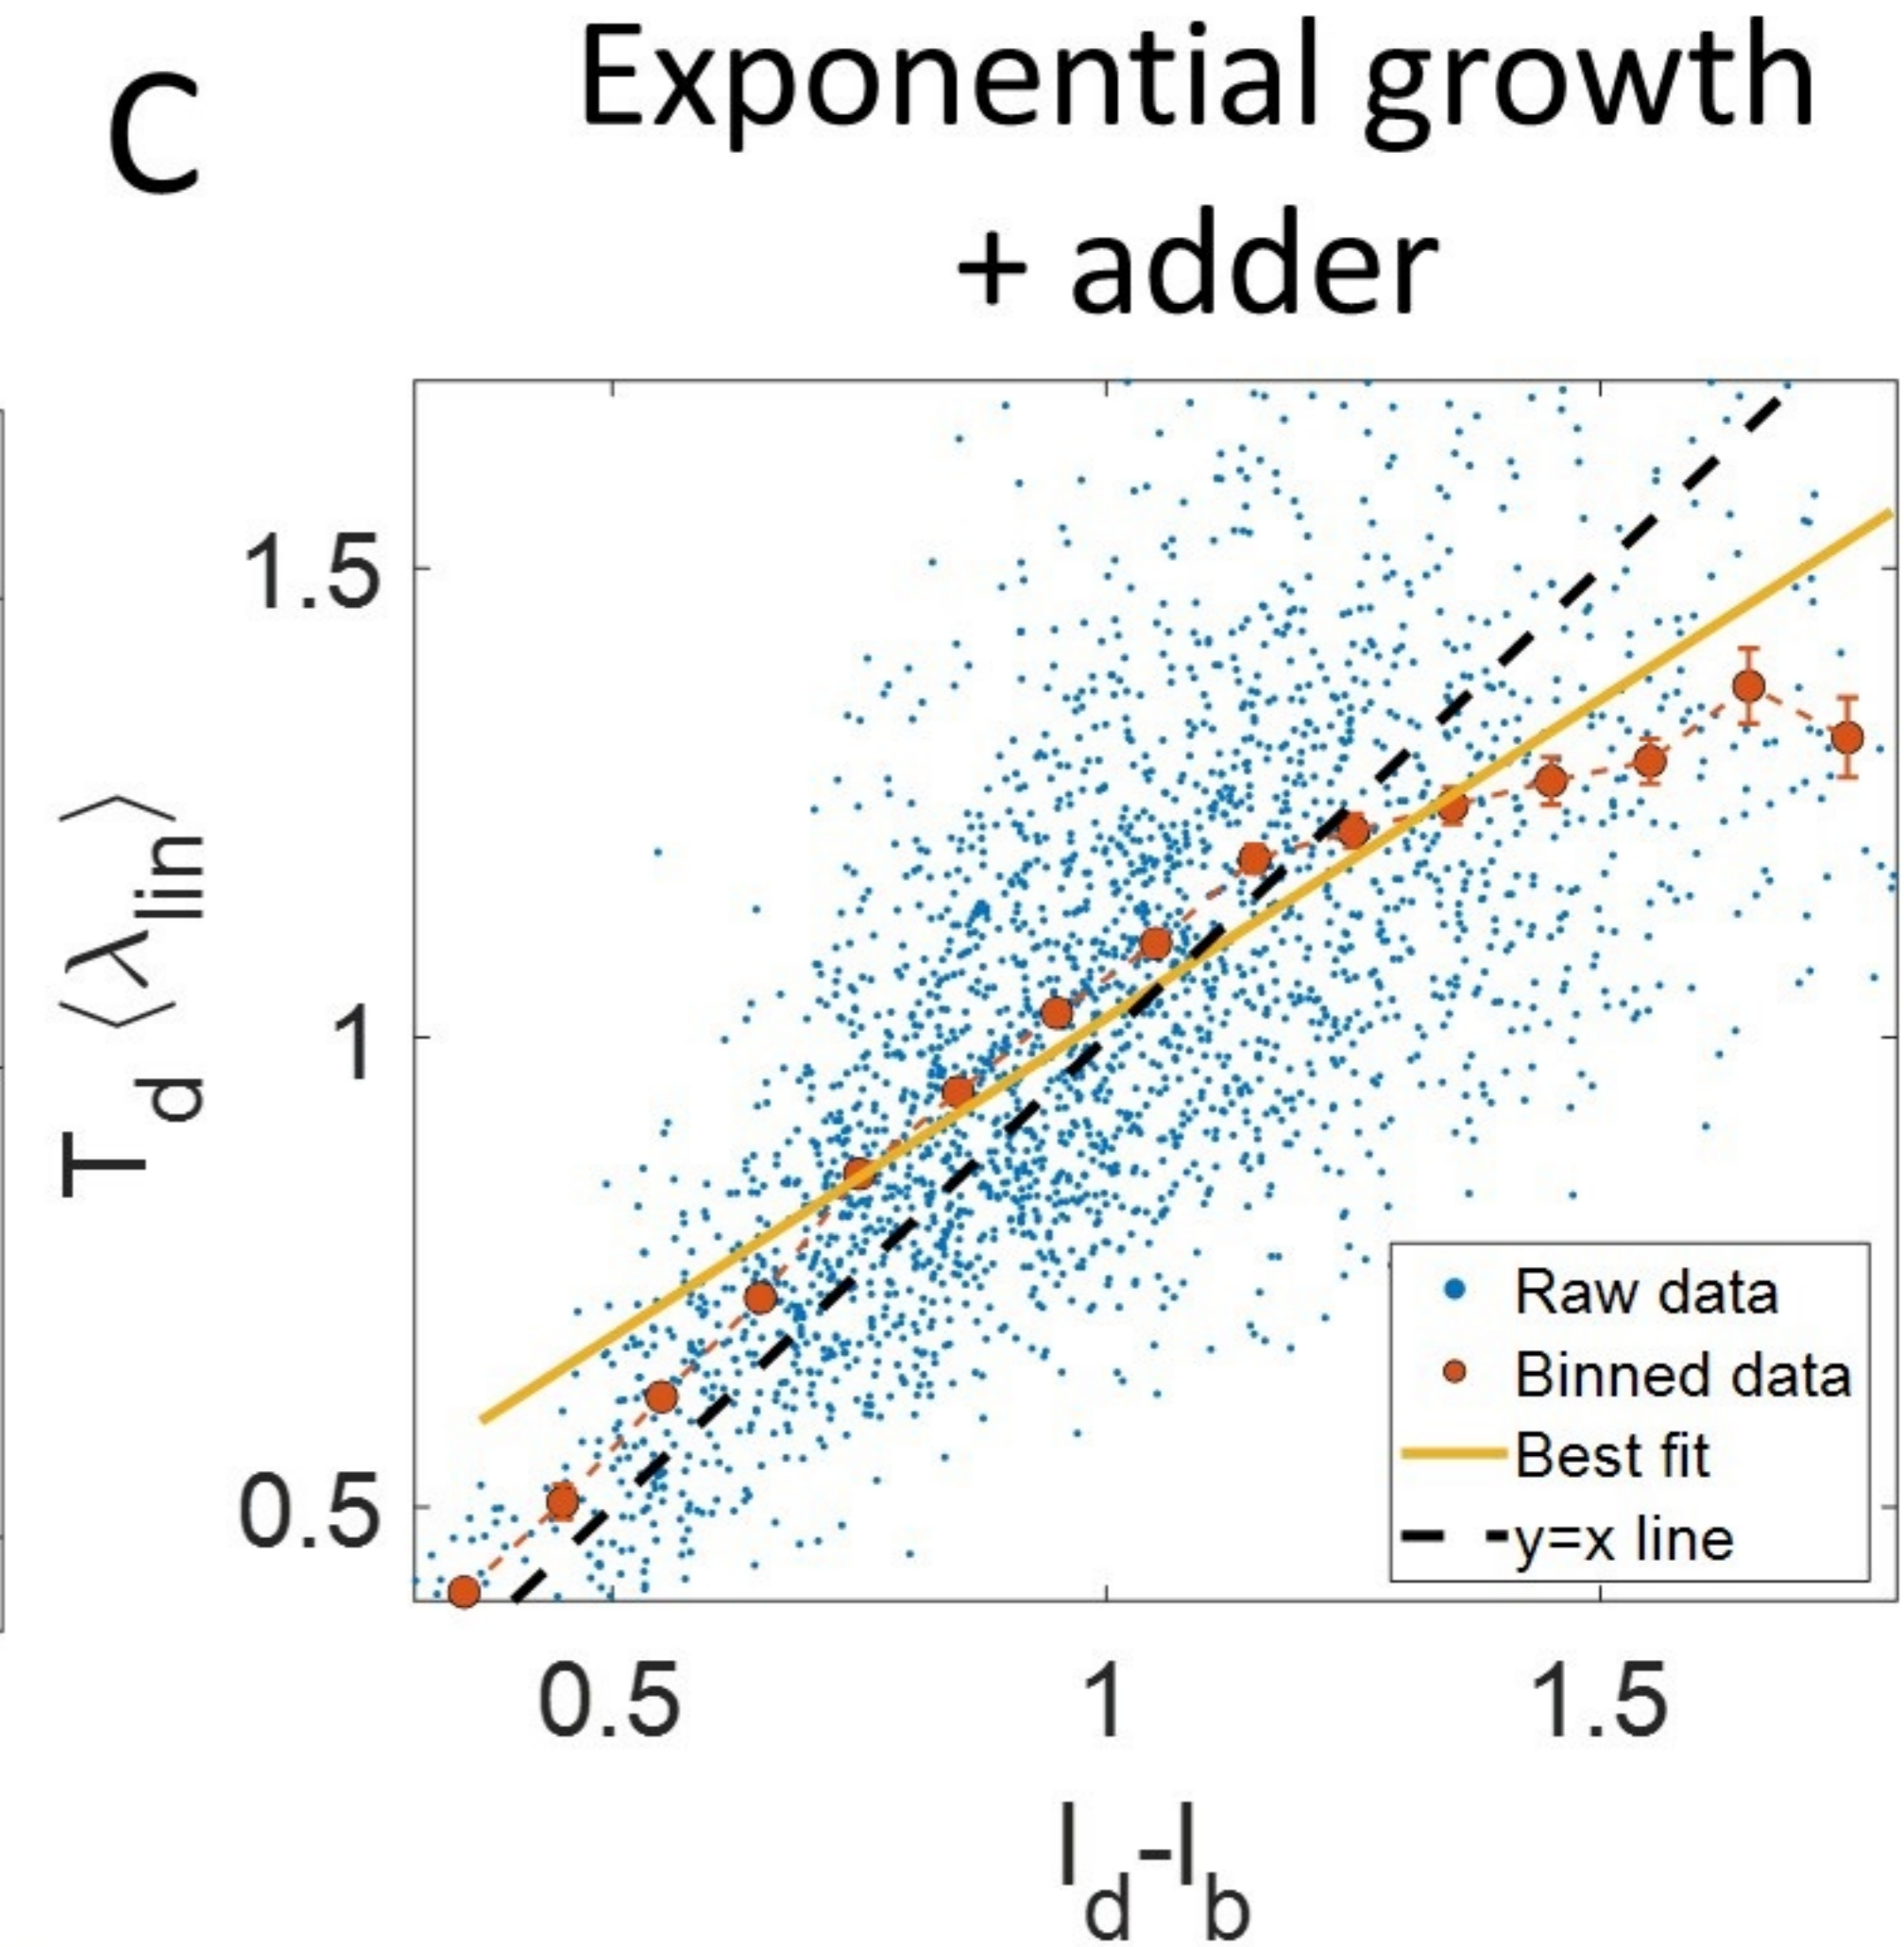 C
Exponential growth
+ adder
T_d ⟨λ_lin⟩
1.5
1
0.5
Raw data
Binned data
Best fit
y=x line
0.5 1 1.5
l_d-l_b